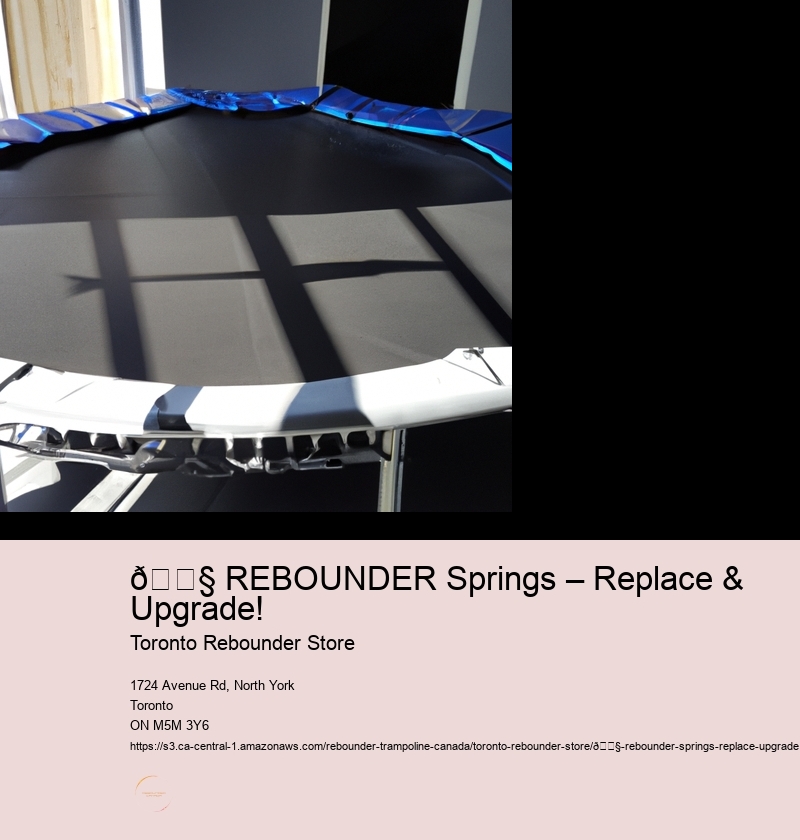 ð□□§ REBOUNDER Springs – Replace &
Upgrade!
Toronto Rebounder Store
1724 Avenue Rd, North York
Toronto
ON M5M 3Y6
https://s3.ca-central-1.amazonaws.com/rebounder-trampoline-canada/toronto-rebounder-store/ð□□§-rebounder-springs-replace-upgrade